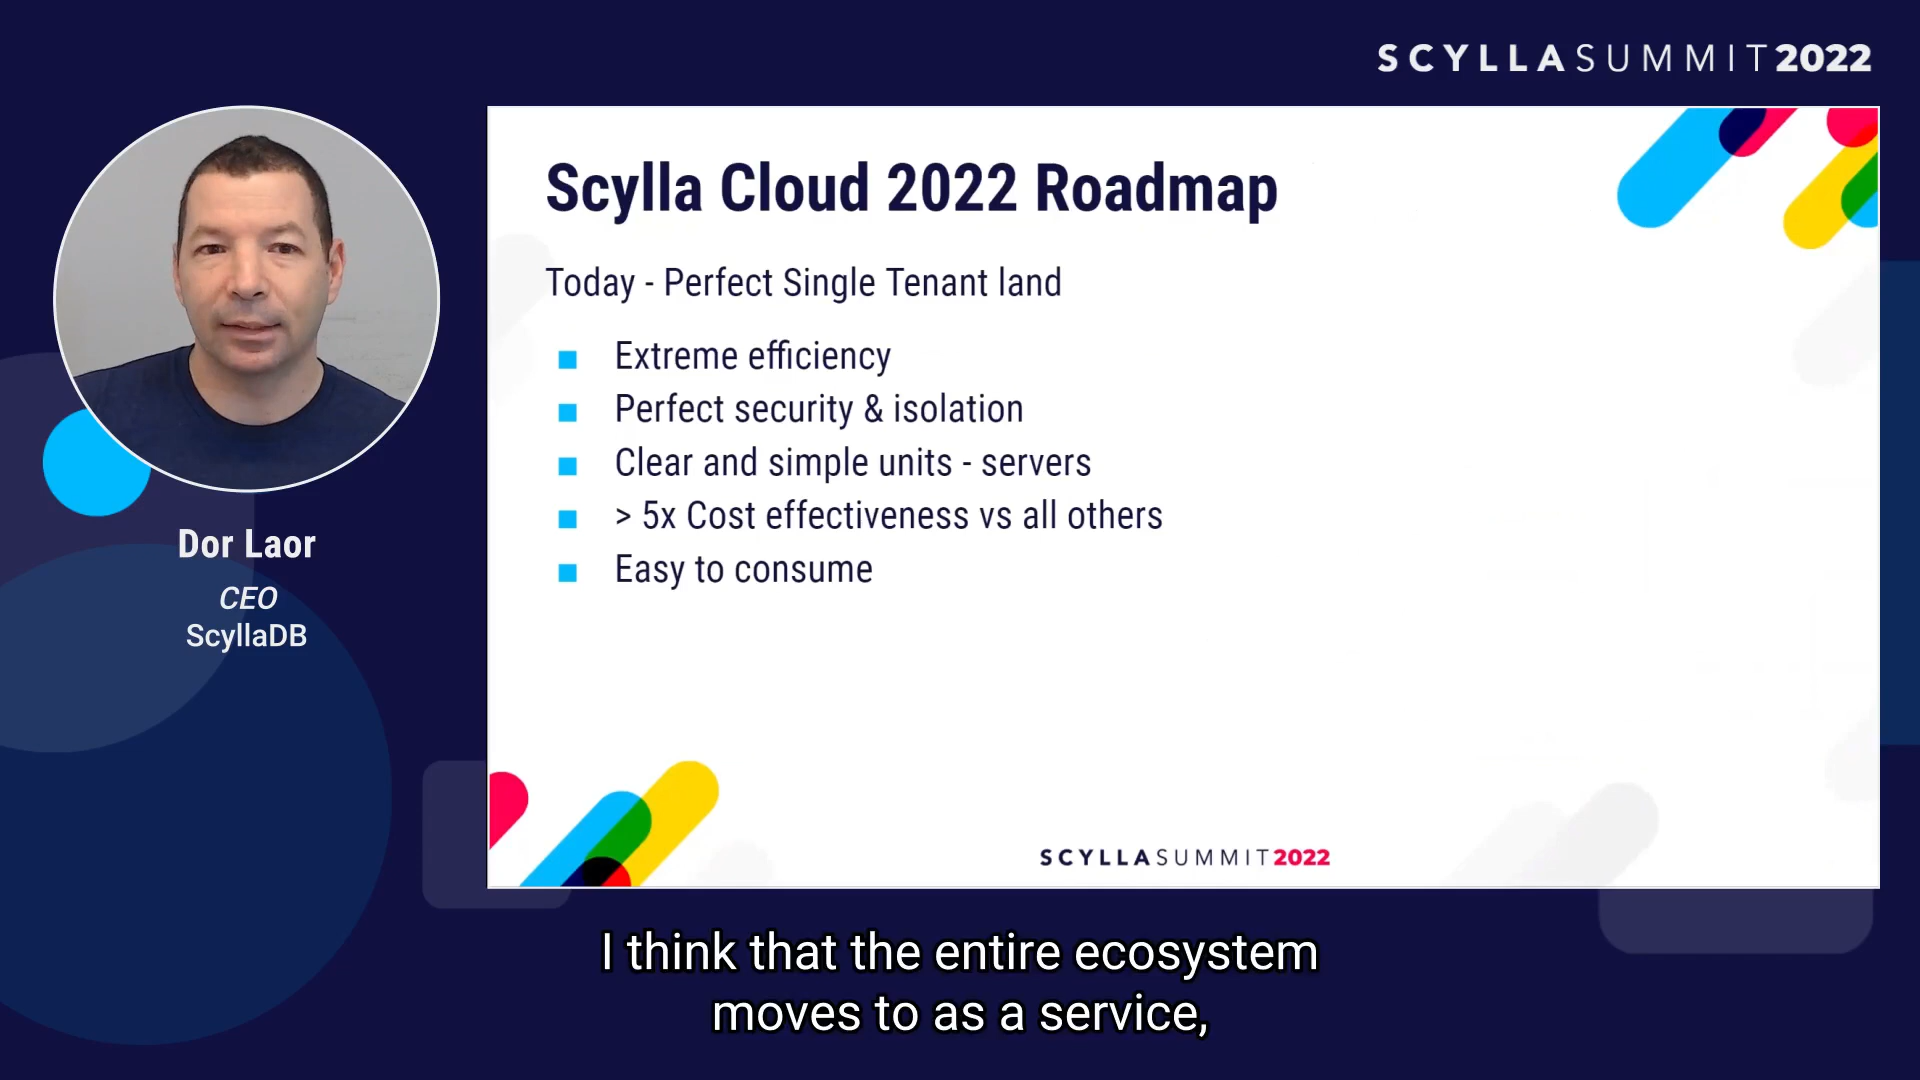 SCYLLASUMMIT2022
Scylla Cloud 2022 Roadmap
Today - Perfect Single Tenant land
Extreme efficiency
Perfect security & isolation
Clear and simple units - servers
> 5x Cost effectiveness vs all others
Easy to consume
Dor Laor
CEO
ScyllaDB
SCYLLASUMMIT2022
I think that the entire ecosystem
moves to as a service,